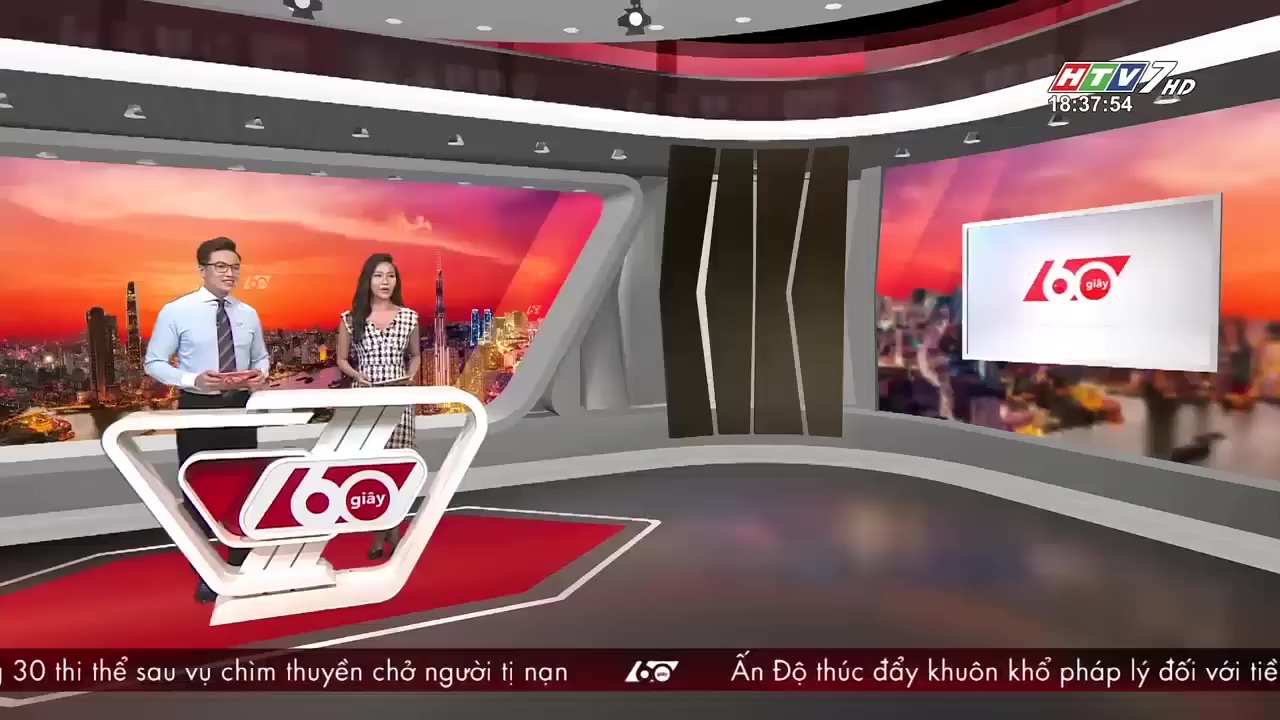 HTV7 HD
18:37:54
60 giây
60 giây
30 thi thể sau vụ chìm thuyền chở người tị nạn 60 giây Ấn Độ thúc đẩy khuôn khổ pháp lý đối với